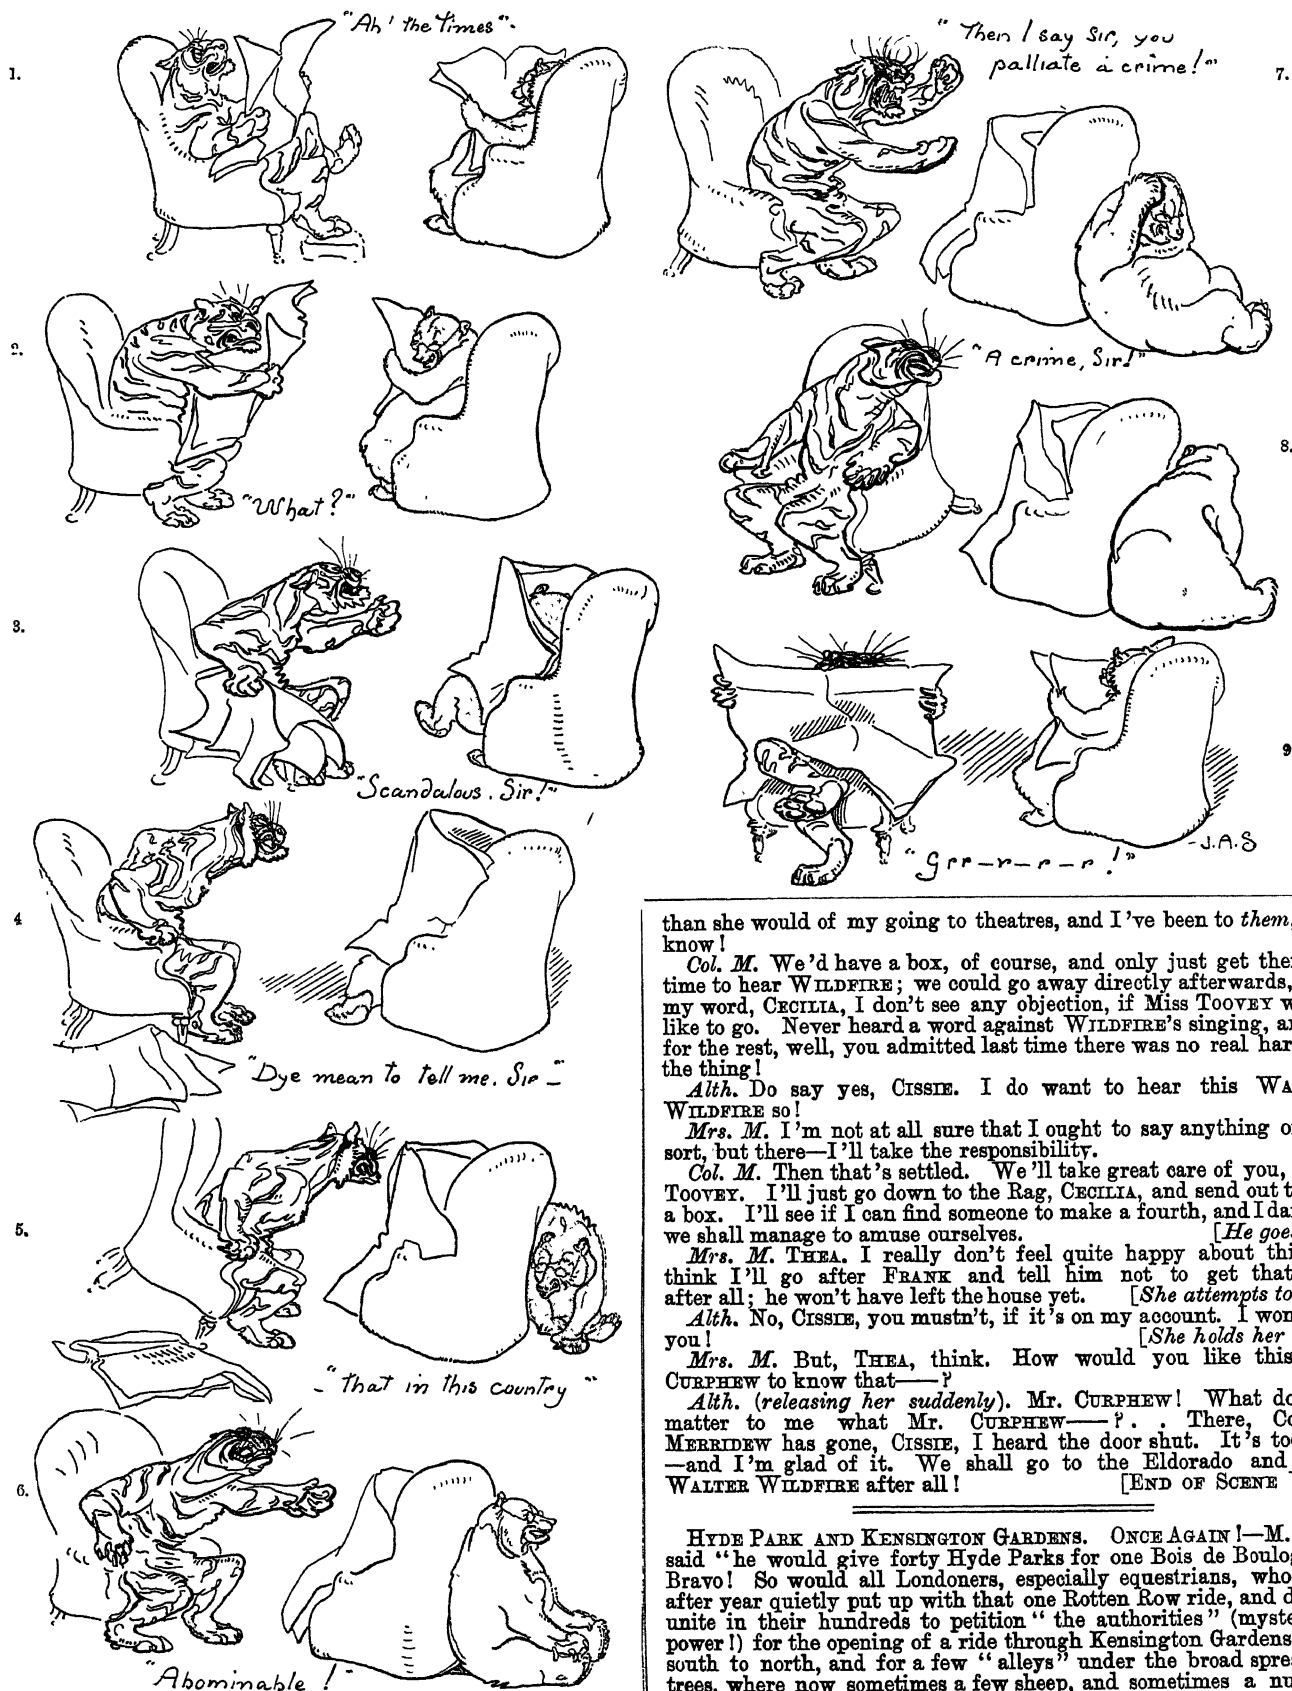 1.
"Ah! the Times"-
2.
"What?"
3.
"Scandalous. Sir!"
4
"Dye mean to tell me. Sir -"
5.
- "that in this country"
6.
"Abominable!"
7.
"Then I say Sir, you
palliate a crime!"
8.
"A crime, Sir!"
9
"Grr-r-r-r!"
-J.A.S
than she would of my going to theatres, and I've been to them,
know!
Col. M. We'd have a box, of course, and only just get
time to hear WILDFIRE; we could go away directly afterwards,
my word, CECILIA, I don't see any objection, if Miss TOOVEY
like to go. Never heard a word against WILDFIRE's singing,
for the rest, well, you admitted last time there was no real
the thing!
Alth. Do say yes, CISSIE. I do want to hear this
WILDFIRE so!
Mrs. M. I'm not at all sure that I ought to say anything
sort, but there—I'll take the responsibility.
Col. M. Then that's settled. We'll take great care of you,
TOOVEY. I'll just go down to the Rag, CECILIA, and send out
a box. I'll see if I can find someone to make a fourth, and I
we shall manage to amuse ourselves. [He
Mrs. M. THEA. I really don't feel quite happy about
think I'll go after FRANK and tell him not to get that
after all; he won't have left the house yet. [She attempts to
Alth. No, CISSIE, you mustn't, if it's on my account. I
you! [She holds her
Mrs. M. But, THEA, think. How would you like this
CURPHEW to know that——?
Alth. (releasing her suddenly). Mr. CURPHEW! What
matter to me what Mr. CURPHEW——?. . There,
MERRIDEW has gone, CISSIE, I heard the door shut. It's
—and I'm glad of it. We shall go to the Eldorado and
WALTER WILDFIRE after all! [END OF SCENE
HYDE PARK AND KENSINGTON GARDENS. ONCE AGAIN!—M.
said "he would give forty Hyde Parks for one Bois de
Bravo! So would all Londoners, especially equestrians,
after year quietly put up with that one Rotten Row ride, and
unite in their hundreds to petition "the authorities"
power!) for the opening of a ride through Kensington Gardens
south to north, and for a few "alleys" under the broad
trees, where now sometimes a few sheep, and sometimes a